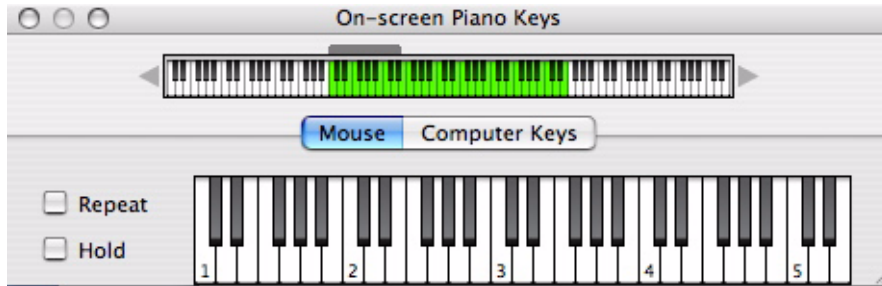 On-screen Piano Keys
Mouse Computer Keys
Repeat
Hold
1 2 3 4 5